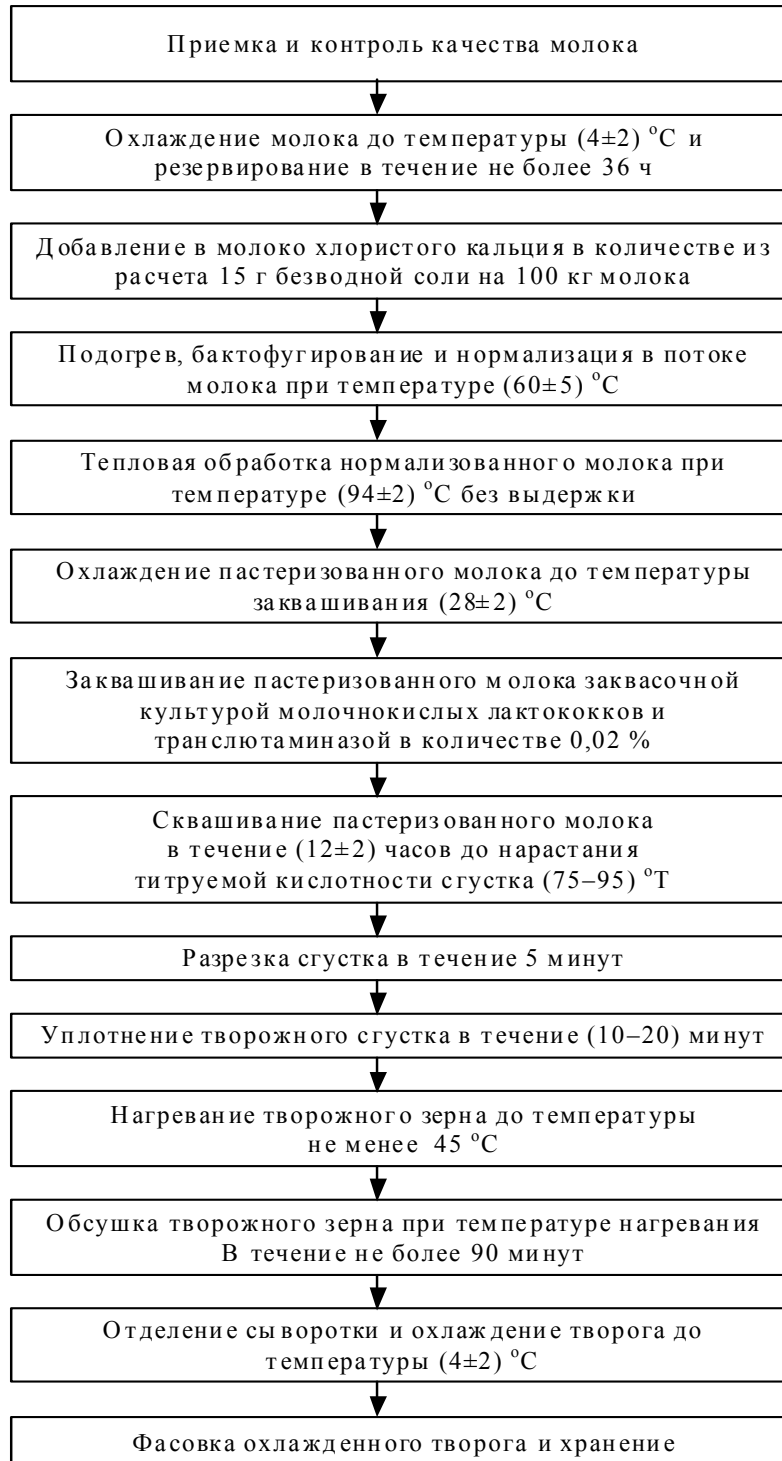 Приемка и контроль качества молока
Охлаждение молока до температуры (4±2) °C и
резервирование в течение не более 36 ч
Добавление в молоко хлористого кальция в количестве из
расчета 15 г безводной соли на 100 кг молока
Подогрев, бактофугирование и нормализация в потоке
молока при температуре (60±5) °C
Тепловая обработка нормализованного молока при
температуре (94±2) °C без выдержки
Охлаждение пастеризованного молока до температуры
заквашивания (28±2) °C
Заквашивание пастеризованного молока заквасочной
культурой молочнокислых лактококков и
транслютаминазой в количестве 0,02 %
Сквашивание пастеризованного молока
в течение (12±2) часов до нарастания
титруемой кислотности сгустка (75–95) °Т
Разрезка сгустка в течение 5 минут
Уплотнение творожного сгустка в течение (10–20) минут
Нагревание творожного зерна до температуры
не менее 45 °C
Обсушка творожного зерна при температуре нагревания
В течение не более 90 минут
Отделение сыворотки и охлаждение творога до
температуры (4±2) °C
Фасовка охлажденного творога и хранение